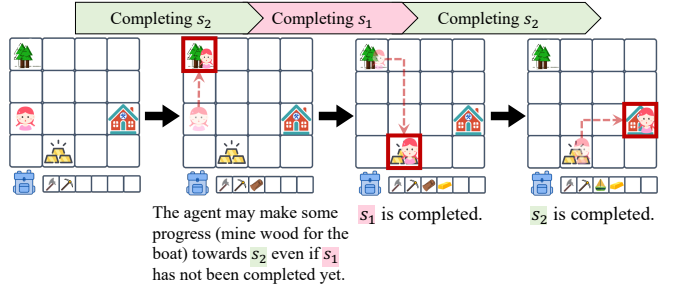 Completing s₂
Completing s₁
Completing s₂
The agent may make some
progress (mine wood for the
boat) towards s₂ even if s₁
has not been completed yet.
s₁ is completed.
s₂ is completed.